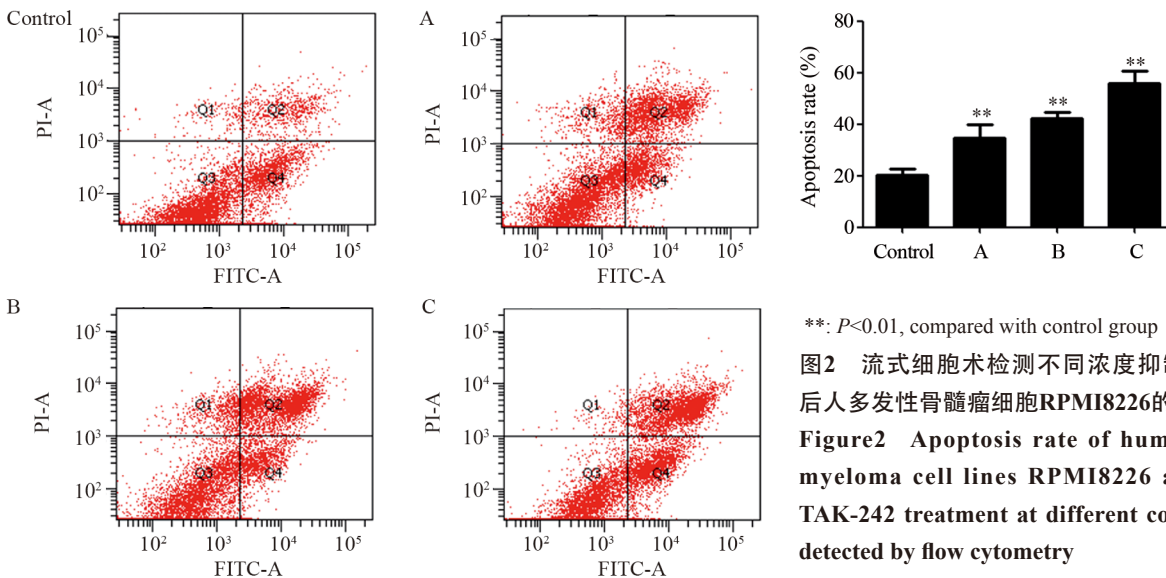 Control
PI-A
10⁵
10⁴
10³
10²
Q1
Q2
Q3
Q4
10² 10³ 10⁴ 10⁵
FITC-A
A
PI-A
10⁵
10⁴
10³
10²
Q1
Q2
Q3
Q4
10² 10³ 10⁴ 10⁵
FITC-A
Apoptosis rate (%)
80
60
40
20
0
**
**
**
Control A B C
B
PI-A
10⁵
10⁴
10³
10²
Q1
Q2
Q3
Q4
10² 10³ 10⁴ 10⁵
FITC-A
C
PI-A
10⁵
10⁴
10³
10²
Q1
Q2
Q3
Q4
10² 10³ 10⁴ 10⁵
FITC-A
**: P<0.01, compared with control group
图2 流式细胞术检测不同浓度抑
后人多发性骨髓瘤细胞RPMI8226的
Figure2 Apoptosis rate of hum
myeloma cell lines RPMI8226 a
TAK-242 treatment at different co
detected by flow cytometry